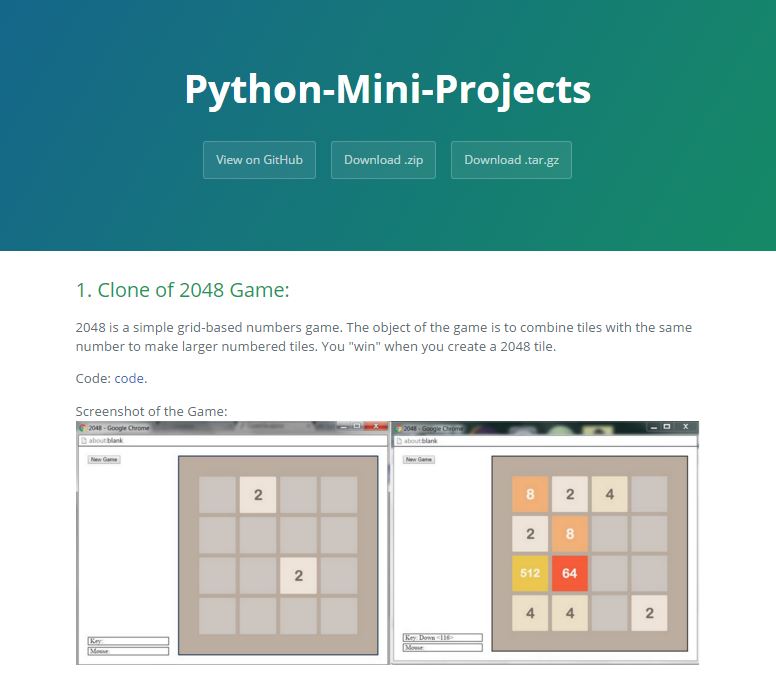 Python-Mini-Projects
View on GitHub Download .zip Download .tar.gz
1. Clone of 2048 Game:
2048 is a simple grid-based numbers game. The object of the game is to combine tiles with the same
number to make larger numbered tiles. You "win" when you create a 2048 tile.
Code: code.
Screenshot of the Game:
2048 - Google Chrome
about:blank
New Game
2
2
Key:
Mouse:
2048 - Google Chrome
about:blank
New Game
8 2 4
2 8
512 64
4 4 2
Key: Down <116>
Mouse: